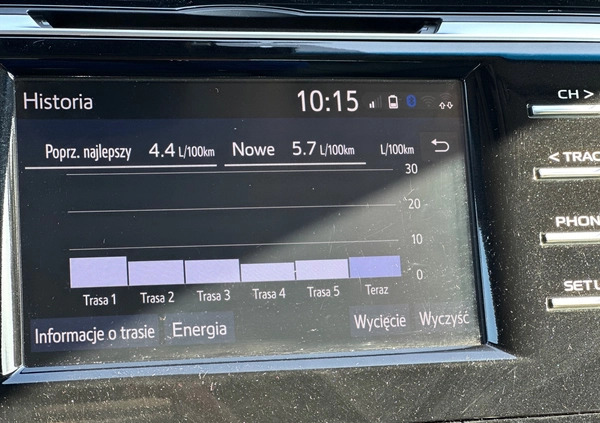 Historia 10:15
Poprz. najlepszy 4.4 L/100km Nowe 5.7 L/100km L/100km
30
20
10
0
Trasa 1 Trasa 2 Trasa 3 Trasa 4 Trasa 5 Teraz
Informacje o trasie Energia Wycięcie Wyczyść
CH >
< TRAC
PHON
SETU